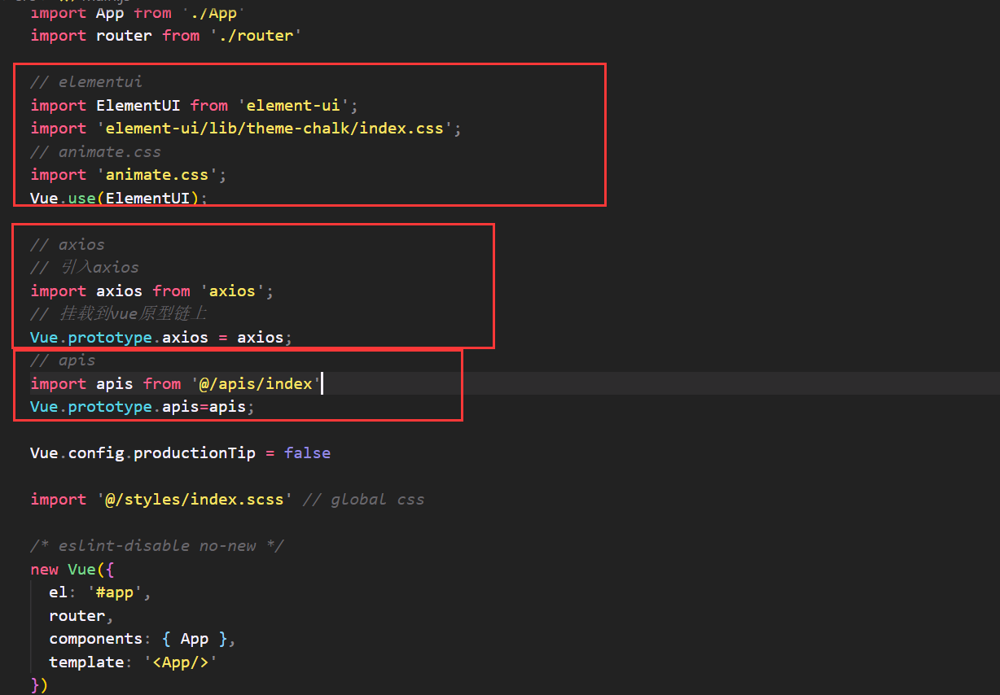 import App from './App'
import router from './router'
// elementui
import ElementUI from 'element-ui';
import 'element-ui/lib/theme-chalk/index.css';
// animate.css
import 'animate.css';
Vue.use(ElementUI);
// axios
// 引入axios
import axios from 'axios';
// 挂载到vue原型链上
Vue.prototype.axios = axios;
// apis
import apis from '@/apis/index'
Vue.prototype.apis=apis;
Vue.config.productionTip = false
import '@/styles/index.scss' // global css
/* eslint-disable no-new */
new Vue({
  el: '#app',
  router,
  components: { App },
  template: '<App/>'
})